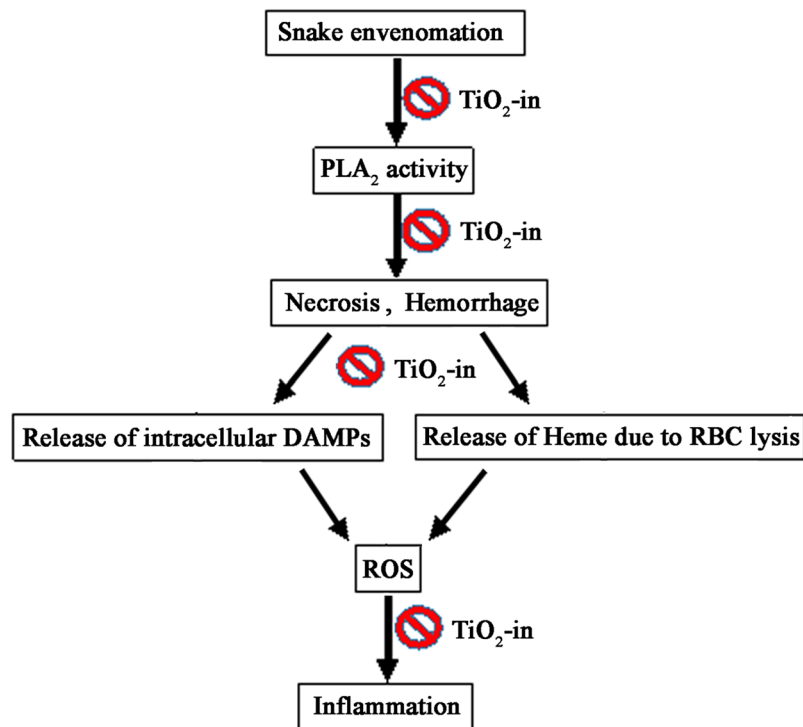 Snake envenomation
TiO₂-in
PLA₂ activity
TiO₂-in
Necrosis , Hemorrhage
TiO₂-in
Release of intracellular DAMPs
Release of Heme due to RBC lysis
ROS
TiO₂-in
Inflammation